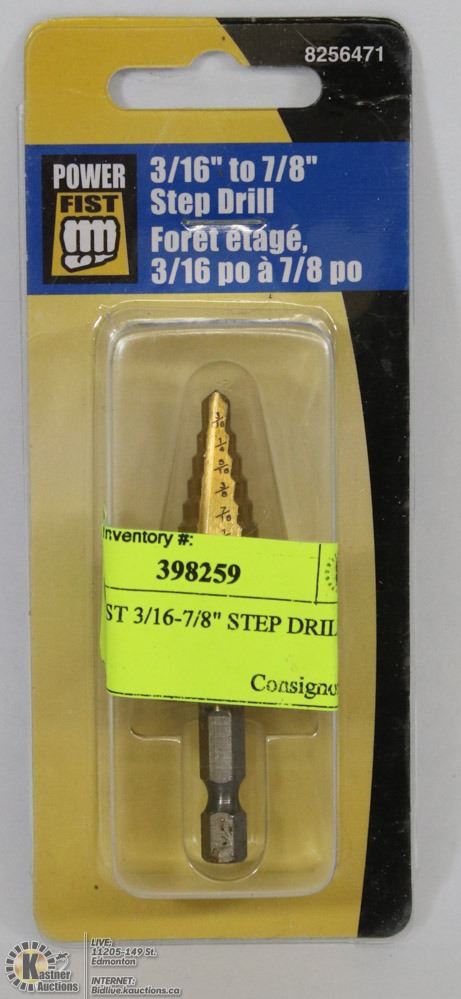 8256471
POWER
FIST
3/16" to 7/8"
Step Drill
Foret étagé,
3/16 po à 7/8 po
Inventory #:
398259
ST 3/16-7/8" STEP DRIL
Consigno
Kastner
Auctions
LIVE:
11205-149 St.
Edmonton
INTERNET:
Bidlive.kauctions.ca